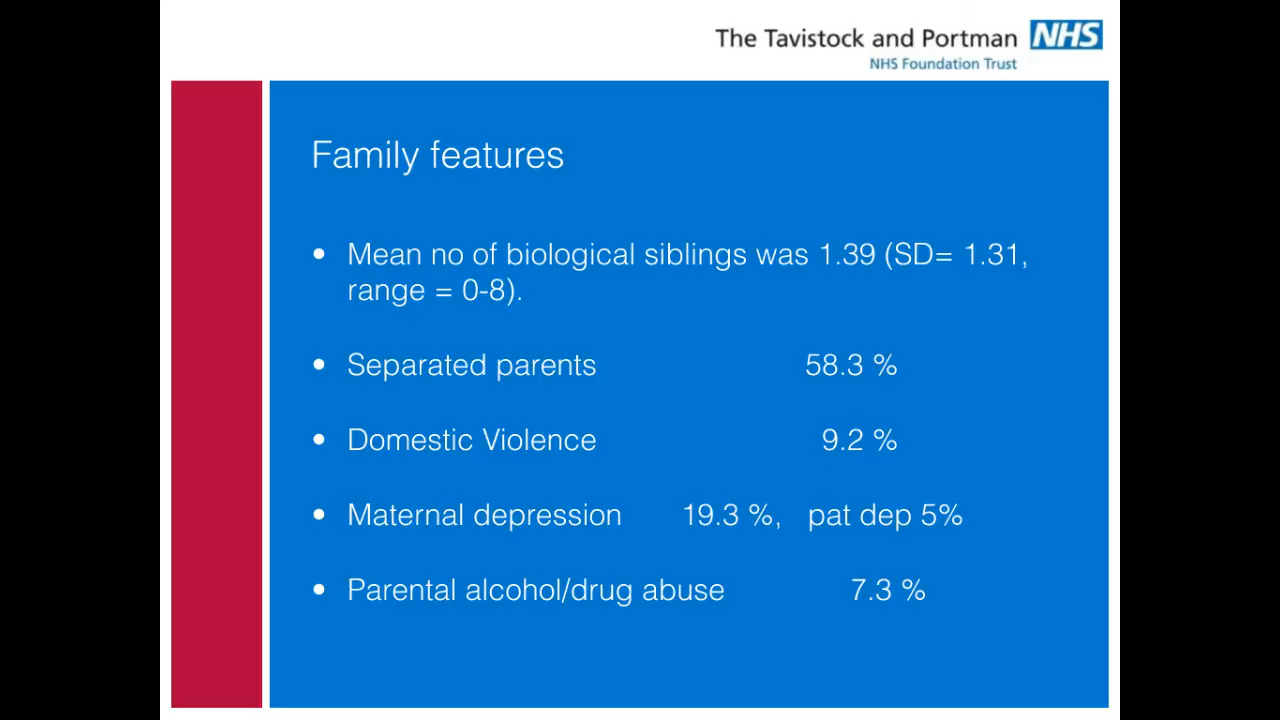 The Tavistock and Portman NHS
NHS Foundation Trust
Family features
• Mean no of biological siblings was 1.39 (SD= 1.31,
range = 0-8).
• Separated parents 58.3 %
• Domestic Violence 9.2 %
• Maternal depression 19.3 %, pat dep 5%
• Parental alcohol/drug abuse 7.3 %